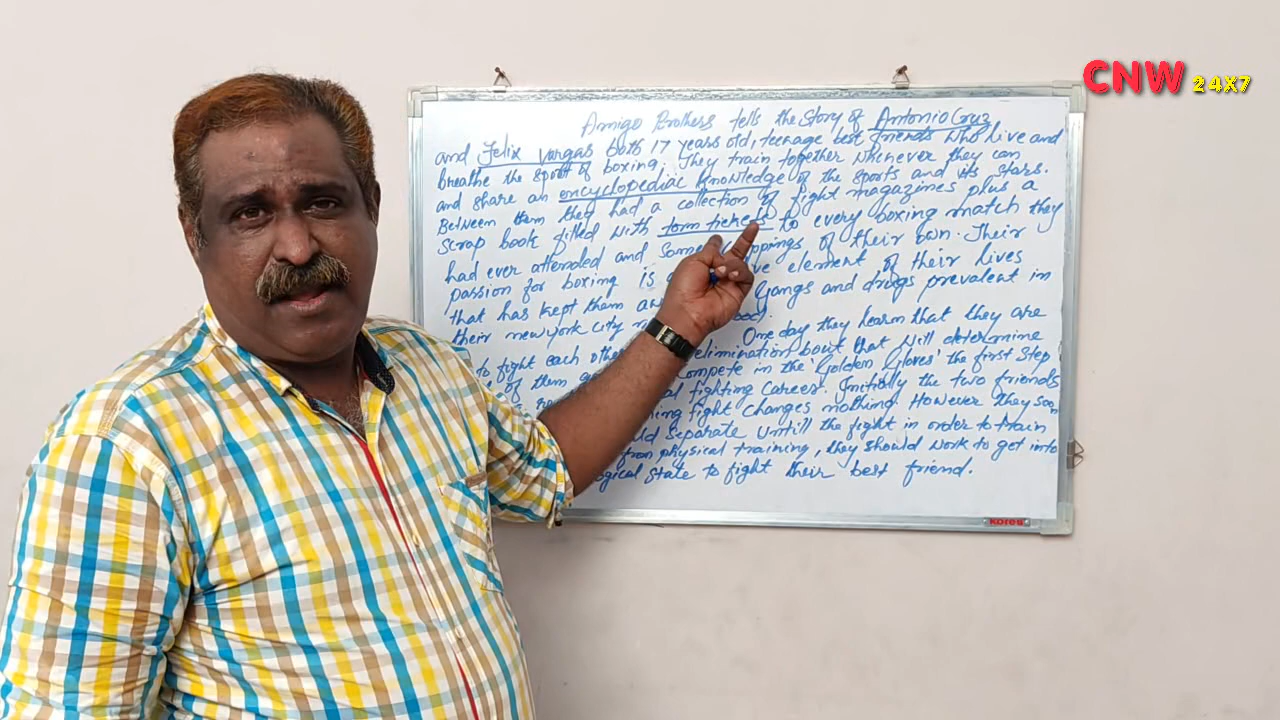 CNW 24X7
Amigo Brothers tells the Story of Antonio Cruz
and Felix Vargas both 17 years old, teenage best friends who live and
breathe the sport of boxing. They train together whenever they can
and share an encyclopediac knowledge of the sports and its stars.
Between them they had a collection of fight magazines plus a
scrap book filled with torn tickets to every boxing match they
had ever attended and some clippings of their own. Their
passion for boxing is a element of their lives
that has kept them Gangs and drugs prevalent in
their newyork city
One day they learn that they are
to fight each other elimination bout that will determine
of them compete in the 'Golden Gloves' the first step
fighting career. Initially the two friends
fight changes nothing. However they soon
separate untill the fight in order to train
from physical training, they should work to get into
State to fight their best friend.
Kores